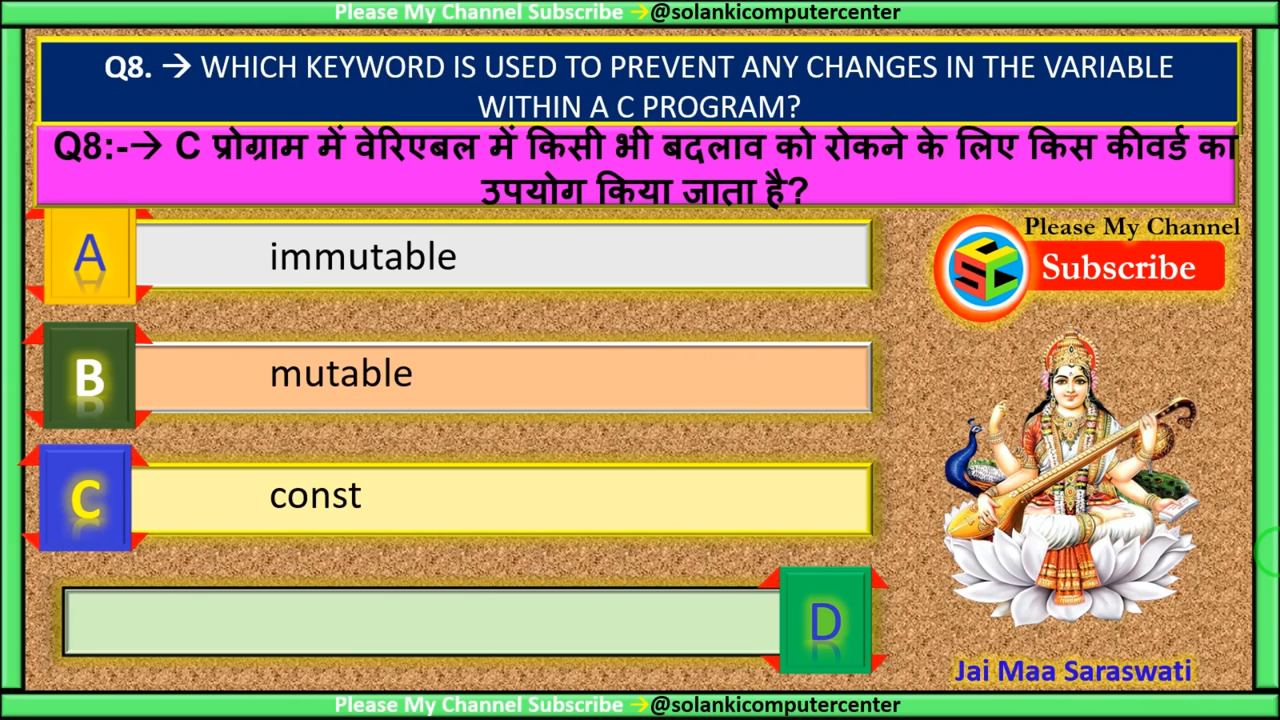 Please My Channel Subscribe →@solankicomputercenter
Q8. → WHICH KEYWORD IS USED TO PREVENT ANY CHANGES IN THE VARIABLE
WITHIN A C PROGRAM?
Q8:-→ C प्रोग्राम में वेरिएबल में किसी भी बदलाव को रोकने के लिए किस कीवर्ड का
उपयोग किया जाता है?
A immutable
Please My Channel
SCC Subscribe
B mutable
C const
D
Jai Maa Saraswati
Please My Channel Subscribe →@solankicomputercenter